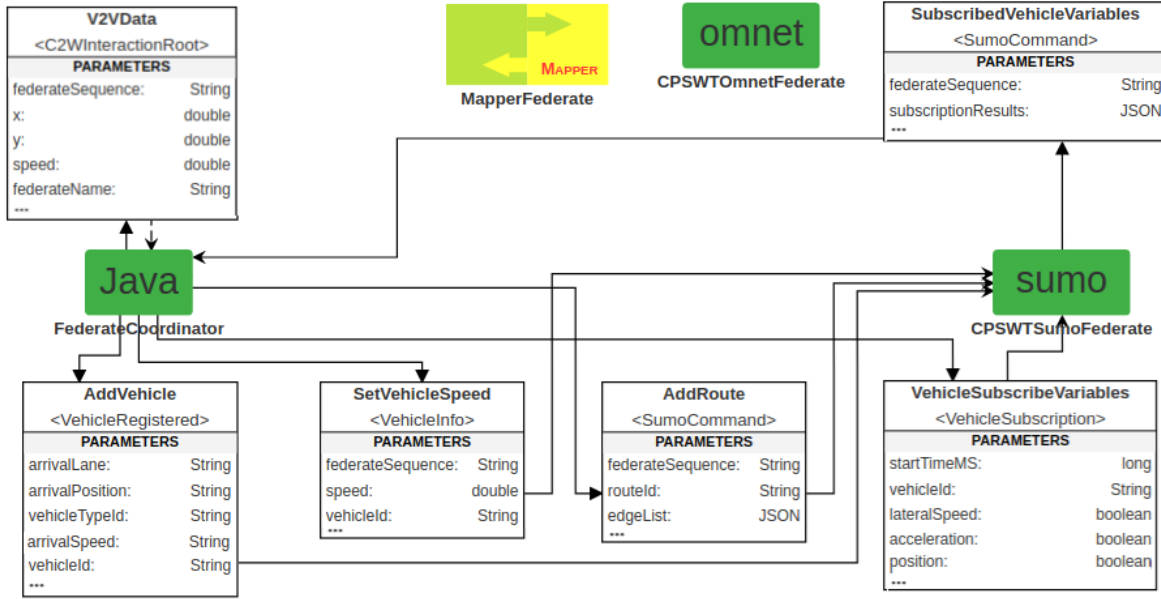 V2VData
<C2WInteractionRoot>
PARAMETERS
federateSequence: String
x: double
y: double
speed: double
federateName: String
...
MAPPER
MapperFederate
omnet
CPSWTOmnetFederate
SubscribedVehicleVariables
<SumoCommand>
PARAMETERS
federateSequence: String
subscriptionResults: JSON
...
Java
FederateCoordinator
sumo
CPSWTSumoFederate
AddVehicle
<VehicleRegistered>
PARAMETERS
arrivalLane: String
arrivalPosition: String
vehicleTypeId: String
arrivalSpeed: String
vehicleId: String
...
SetVehicleSpeed
<VehicleInfo>
PARAMETERS
federateSequence: String
speed: double
vehicleId: String
...
AddRoute
<SumoCommand>
PARAMETERS
federateSequence: String
routeId: String
edgeList: JSON
...
VehicleSubscribeVariables
<VehicleSubscription>
PARAMETERS
startTimeMS: long
vehicleId: String
lateralSpeed: boolean
acceleration: boolean
position: boolean
...